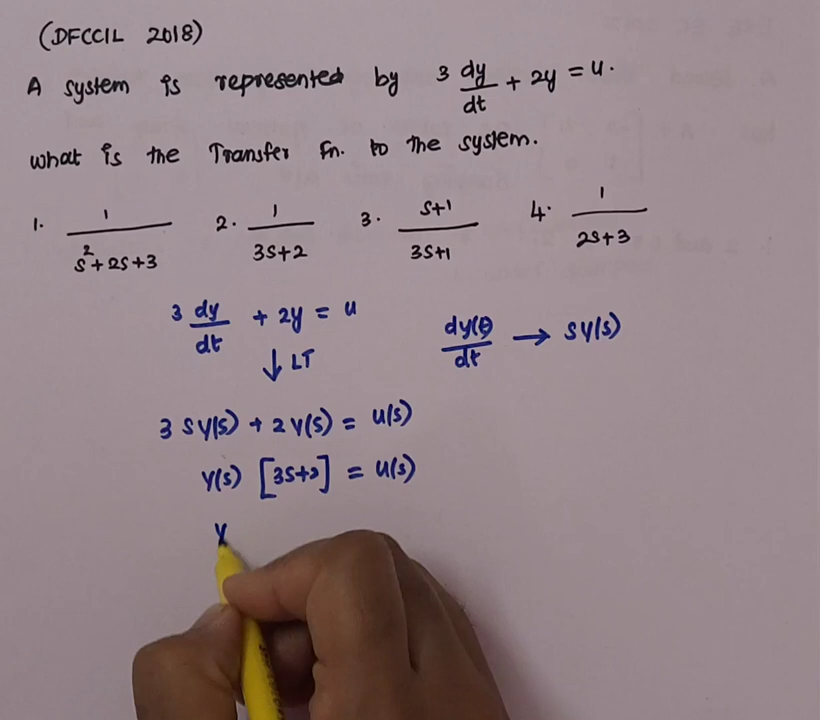 (DFCCIL 2018)
A system is represented by 3 dy/dt + 2y = u.
what is the Transfer Fn. to the system.
1. 1/(s²+2s+3) 2. 1/(3s+2) 3. (s+1)/(3s+1) 4. 1/(2s+3)
3 dy/dt + 2y = u
dy(t)/dt → sY(s)
↓ LT
3 sY(s) + 2Y(s) = U(s)
Y(s) [3s+2] = U(s)
Y